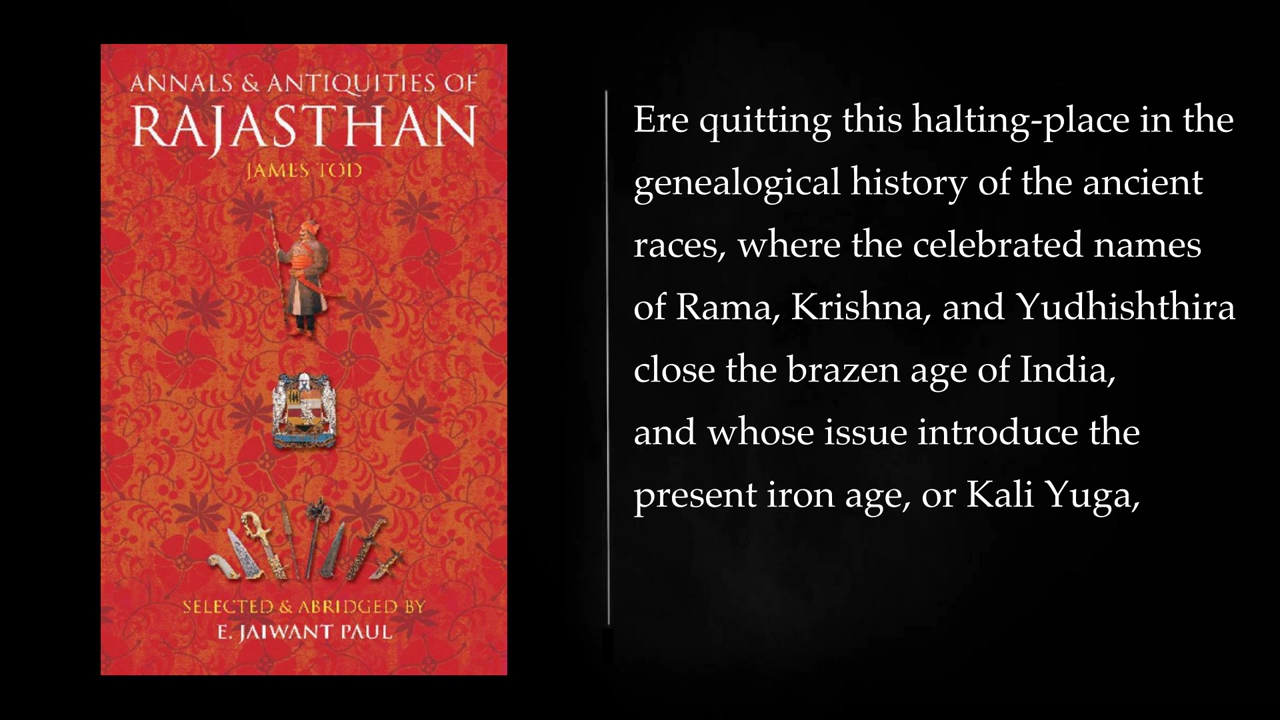 ANNALS & ANTIQUITIES OF
RAJASTHAN
JAMES TOD
SELECTED & ABRIDGED BY
E. JAIWANT PAUL
Ere quitting this halting-place in the
genealogical history of the ancient
races, where the celebrated names
of Rama, Krishna, and Yudhishthira
close the brazen age of India,
and whose issue introduce the
present iron age, or Kali Yuga,